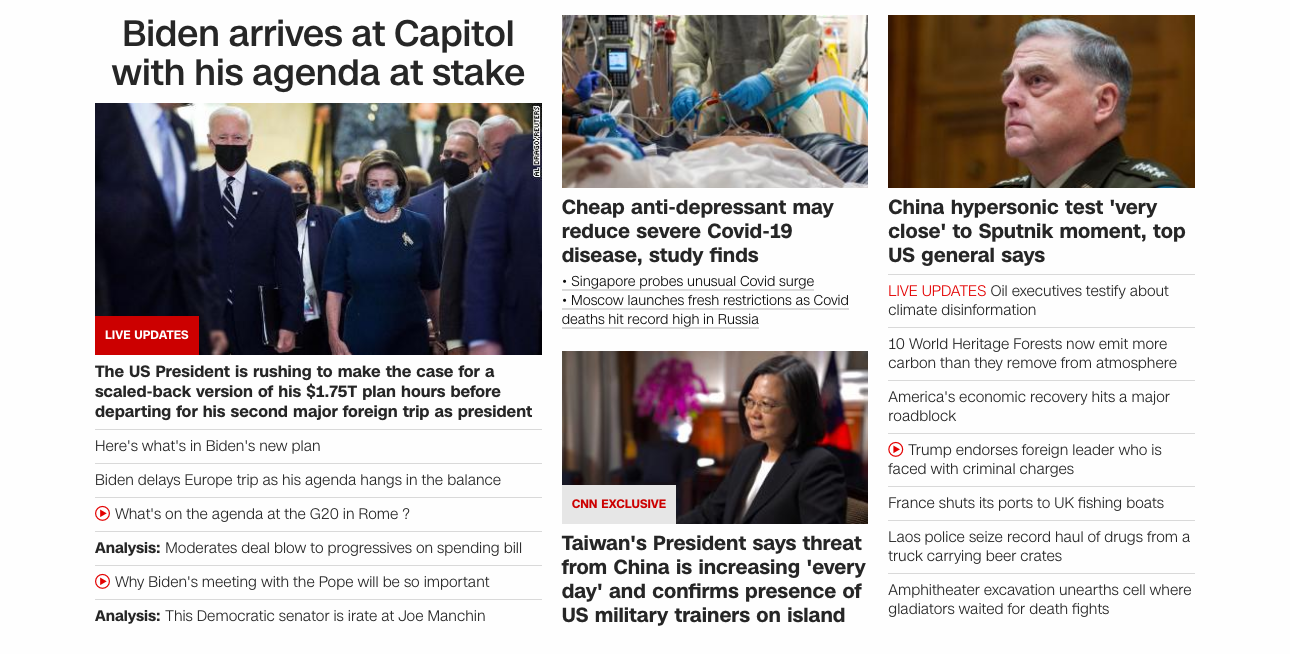 Biden arrives at Capitol
with his agenda at stake
AL DRAGO/REUTERS
LIVE UPDATES
The US President is rushing to make the case for a
scaled-back version of his $1.75T plan hours before
departing for his second major foreign trip as president
Here's what's in Biden's new plan
Biden delays Europe trip as his agenda hangs in the balance
What's on the agenda at the G20 in Rome ?
Analysis: Moderates deal blow to progressives on spending bill
Why Biden's meeting with the Pope will be so important
Analysis: This Democratic senator is irate at Joe Manchin
Cheap anti-depressant may
reduce severe Covid-19
disease, study finds
• Singapore probes unusual Covid surge
• Moscow launches fresh restrictions as Covid
deaths hit record high in Russia
CNN EXCLUSIVE
Taiwan's President says threat
from China is increasing 'every
day' and confirms presence of
US military trainers on island
China hypersonic test 'very
close' to Sputnik moment, top
US general says
LIVE UPDATES Oil executives testify about
climate disinformation
10 World Heritage Forests now emit more
carbon than they remove from atmosphere
America's economic recovery hits a major
roadblock
Trump endorses foreign leader who is
faced with criminal charges
France shuts its ports to UK fishing boats
Laos police seize record haul of drugs from a
truck carrying beer crates
Amphitheater excavation unearths cell where
gladiators waited for death fights